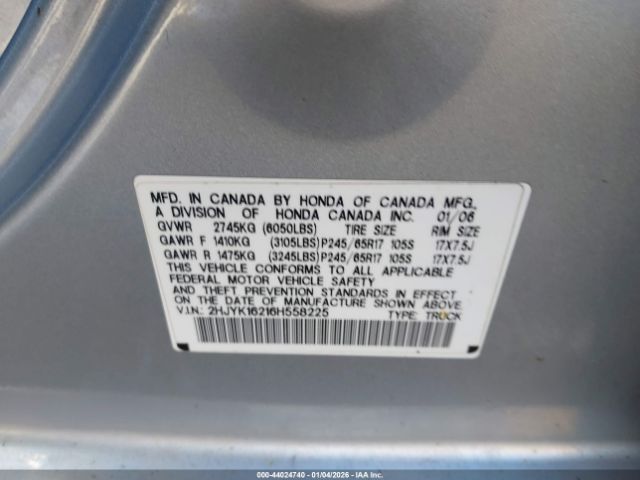 MFD. IN CANADA BY HONDA OF CANADA MFG.,
A DIVISION OF HONDA CANADA INC. 01/06
GVWR 2745KG (6050LBS) TIRE SIZE RIM SIZE
GAWR F 1410KG (3105LBS)P245/65R17 105S 17X7.5J
GAWR R 1475KG (3245LBS)P245/65R17 105S 17X7.5J
THIS VEHICLE CONFORMS TO ALL APPLICABLE
FEDERAL MOTOR VEHICLE SAFETY
AND THEFT PREVENTION STANDARDS IN EFFECT
ON THE DATE OF MANUFACTURE SHOWN ABOVE.
V.I.N.: 2HJYK16216H558225 TYPE: TRUCK
000-44024740 - 01/04/2026 - IAAI.CA